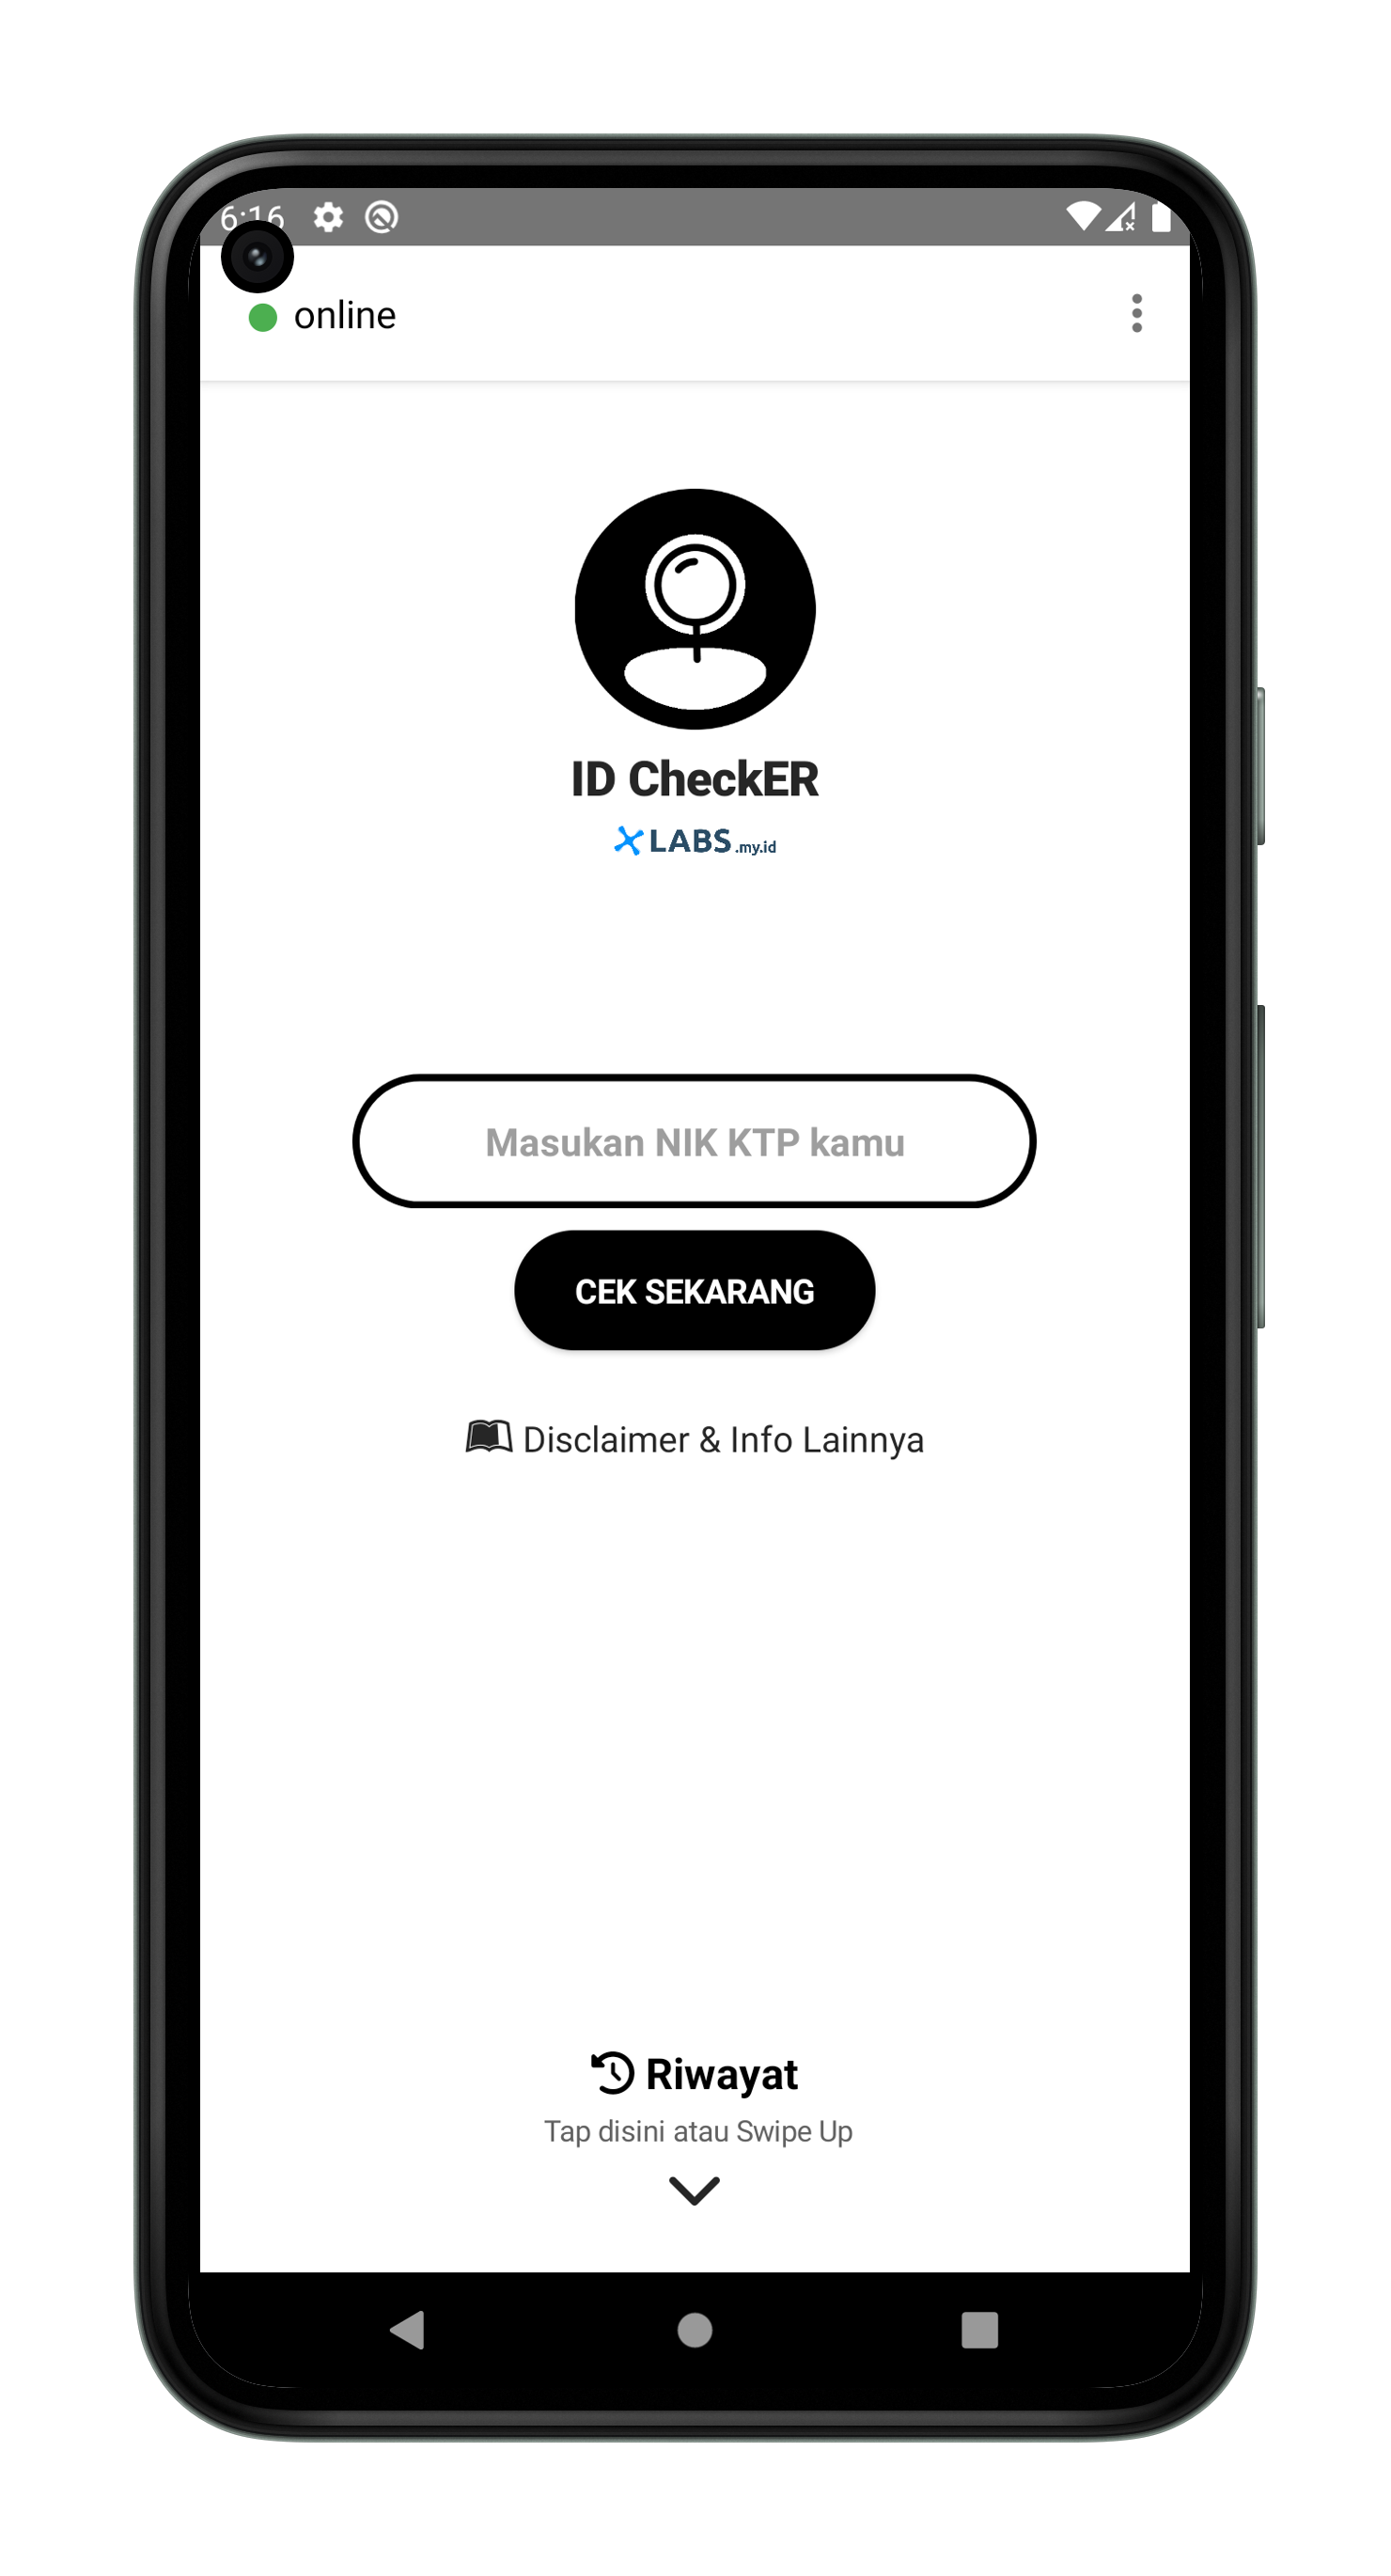 6:16
online
ID CheckER
LABS.my.id
Masukan NIK KTP kamu
CEK SEKARANG
Disclaimer & Info Lainnya
Riwayat
Tap disini atau Swipe Up